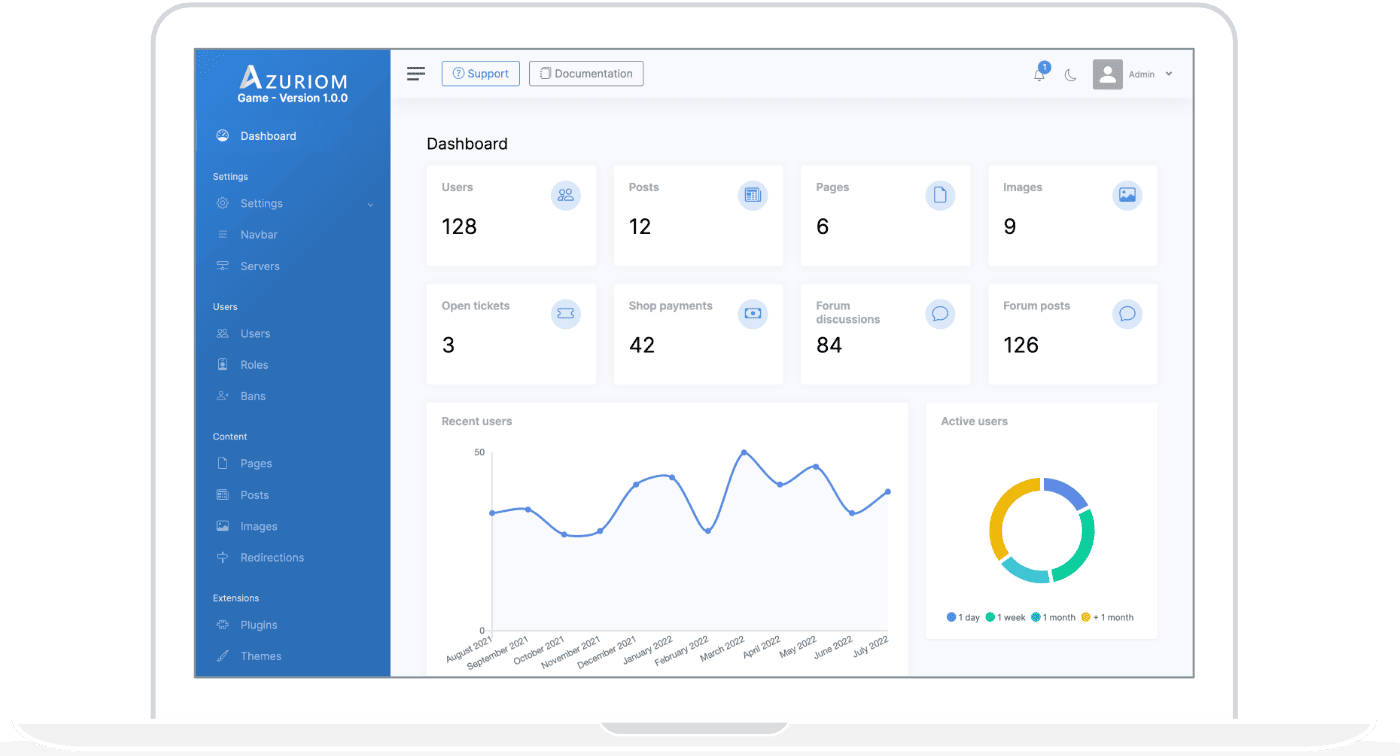 AZURIOM
Game - Version 1.0.0
Dashboard
Settings
Settings
Navbar
Servers
Users
Users
Roles
Bans
Content
Pages
Posts
Images
Redirections
Extensions
Plugins
Themes
Support
Documentation
1
Admin
Dashboard
Users
128
Posts
12
Pages
6
Images
9
Open tickets
3
Shop payments
42
Forum
discussions
84
Forum posts
126
Recent users
50
0
August 2021
September 2021
October 2021
November 2021
December 2021
January 2022
February 2022
March 2022
April 2022
May 2022
June 2022
July 2022
Active users
1 day
1 week
1 month
+ 1 month